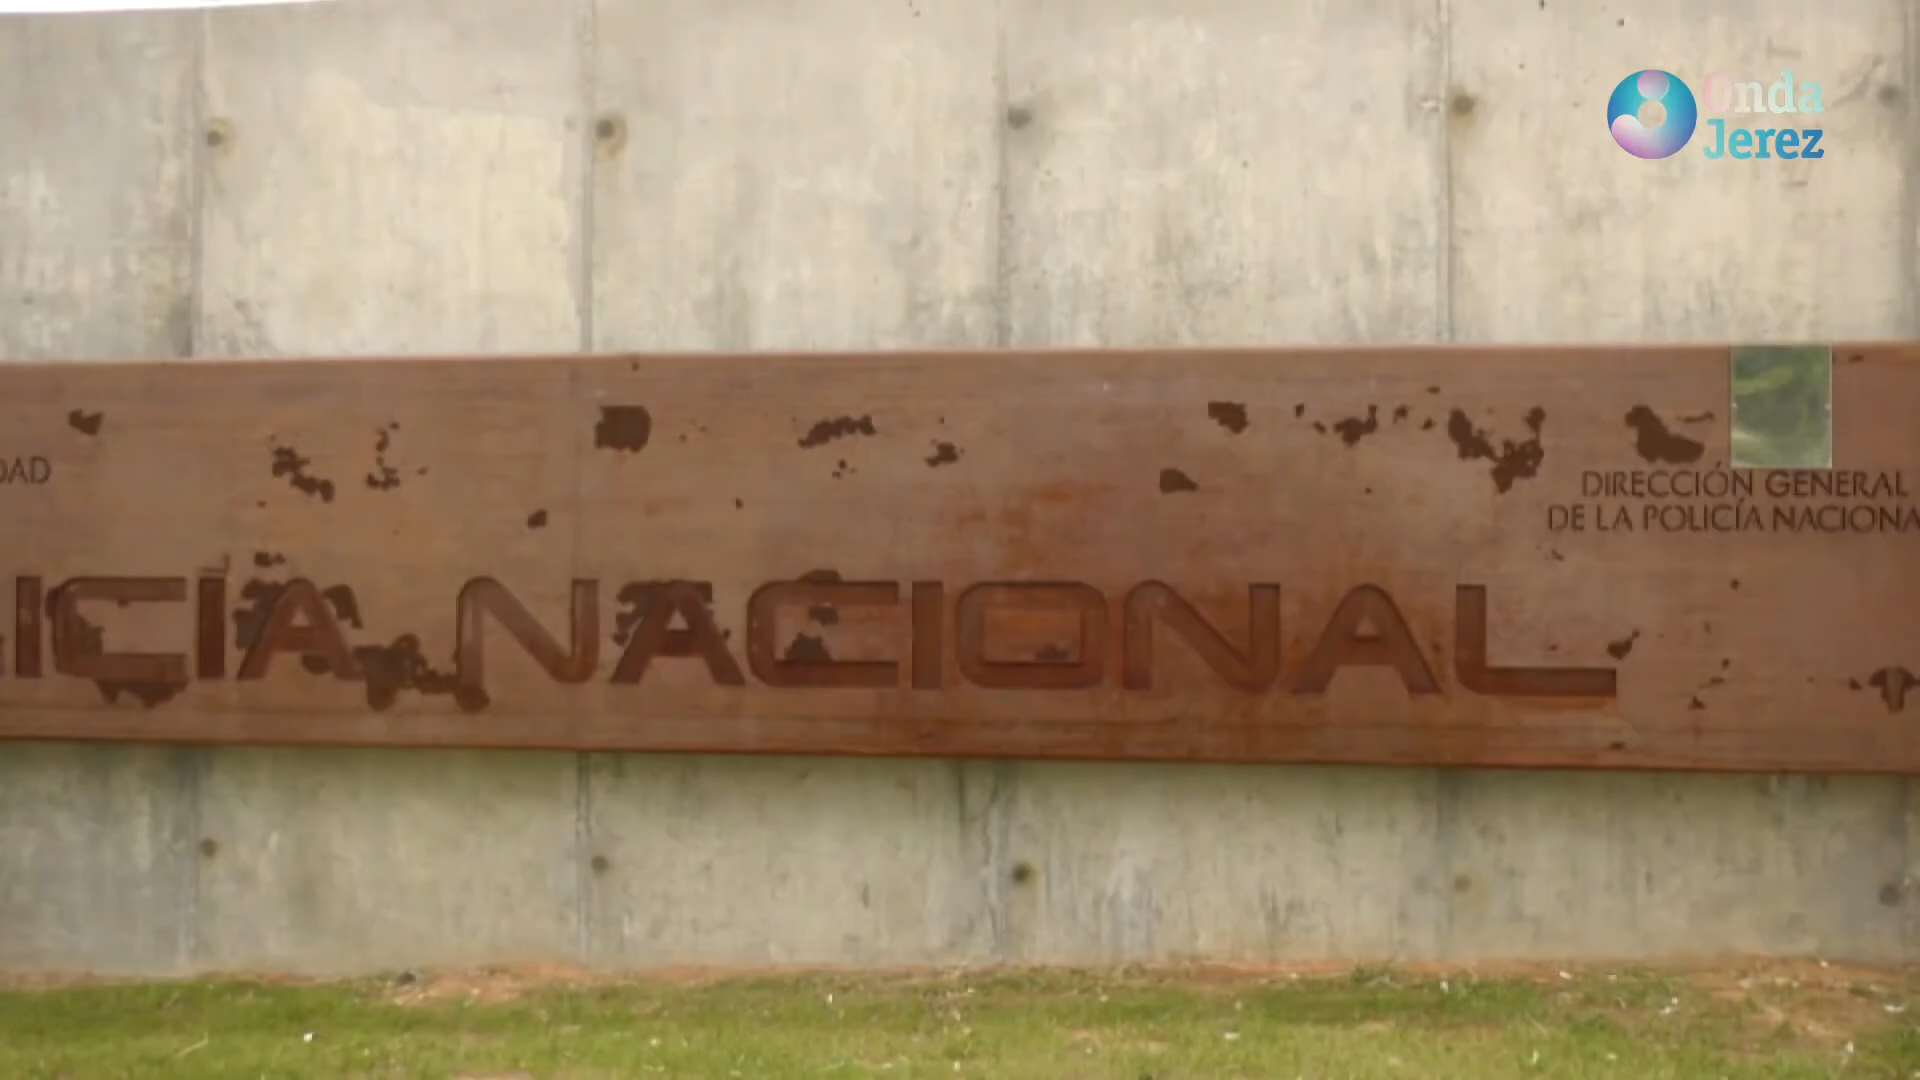 Onda
Jerez
DAD
DIRECCIÓN GENERAL
DE LA POLICÍA NACIONA
ICÍA NACIONAL